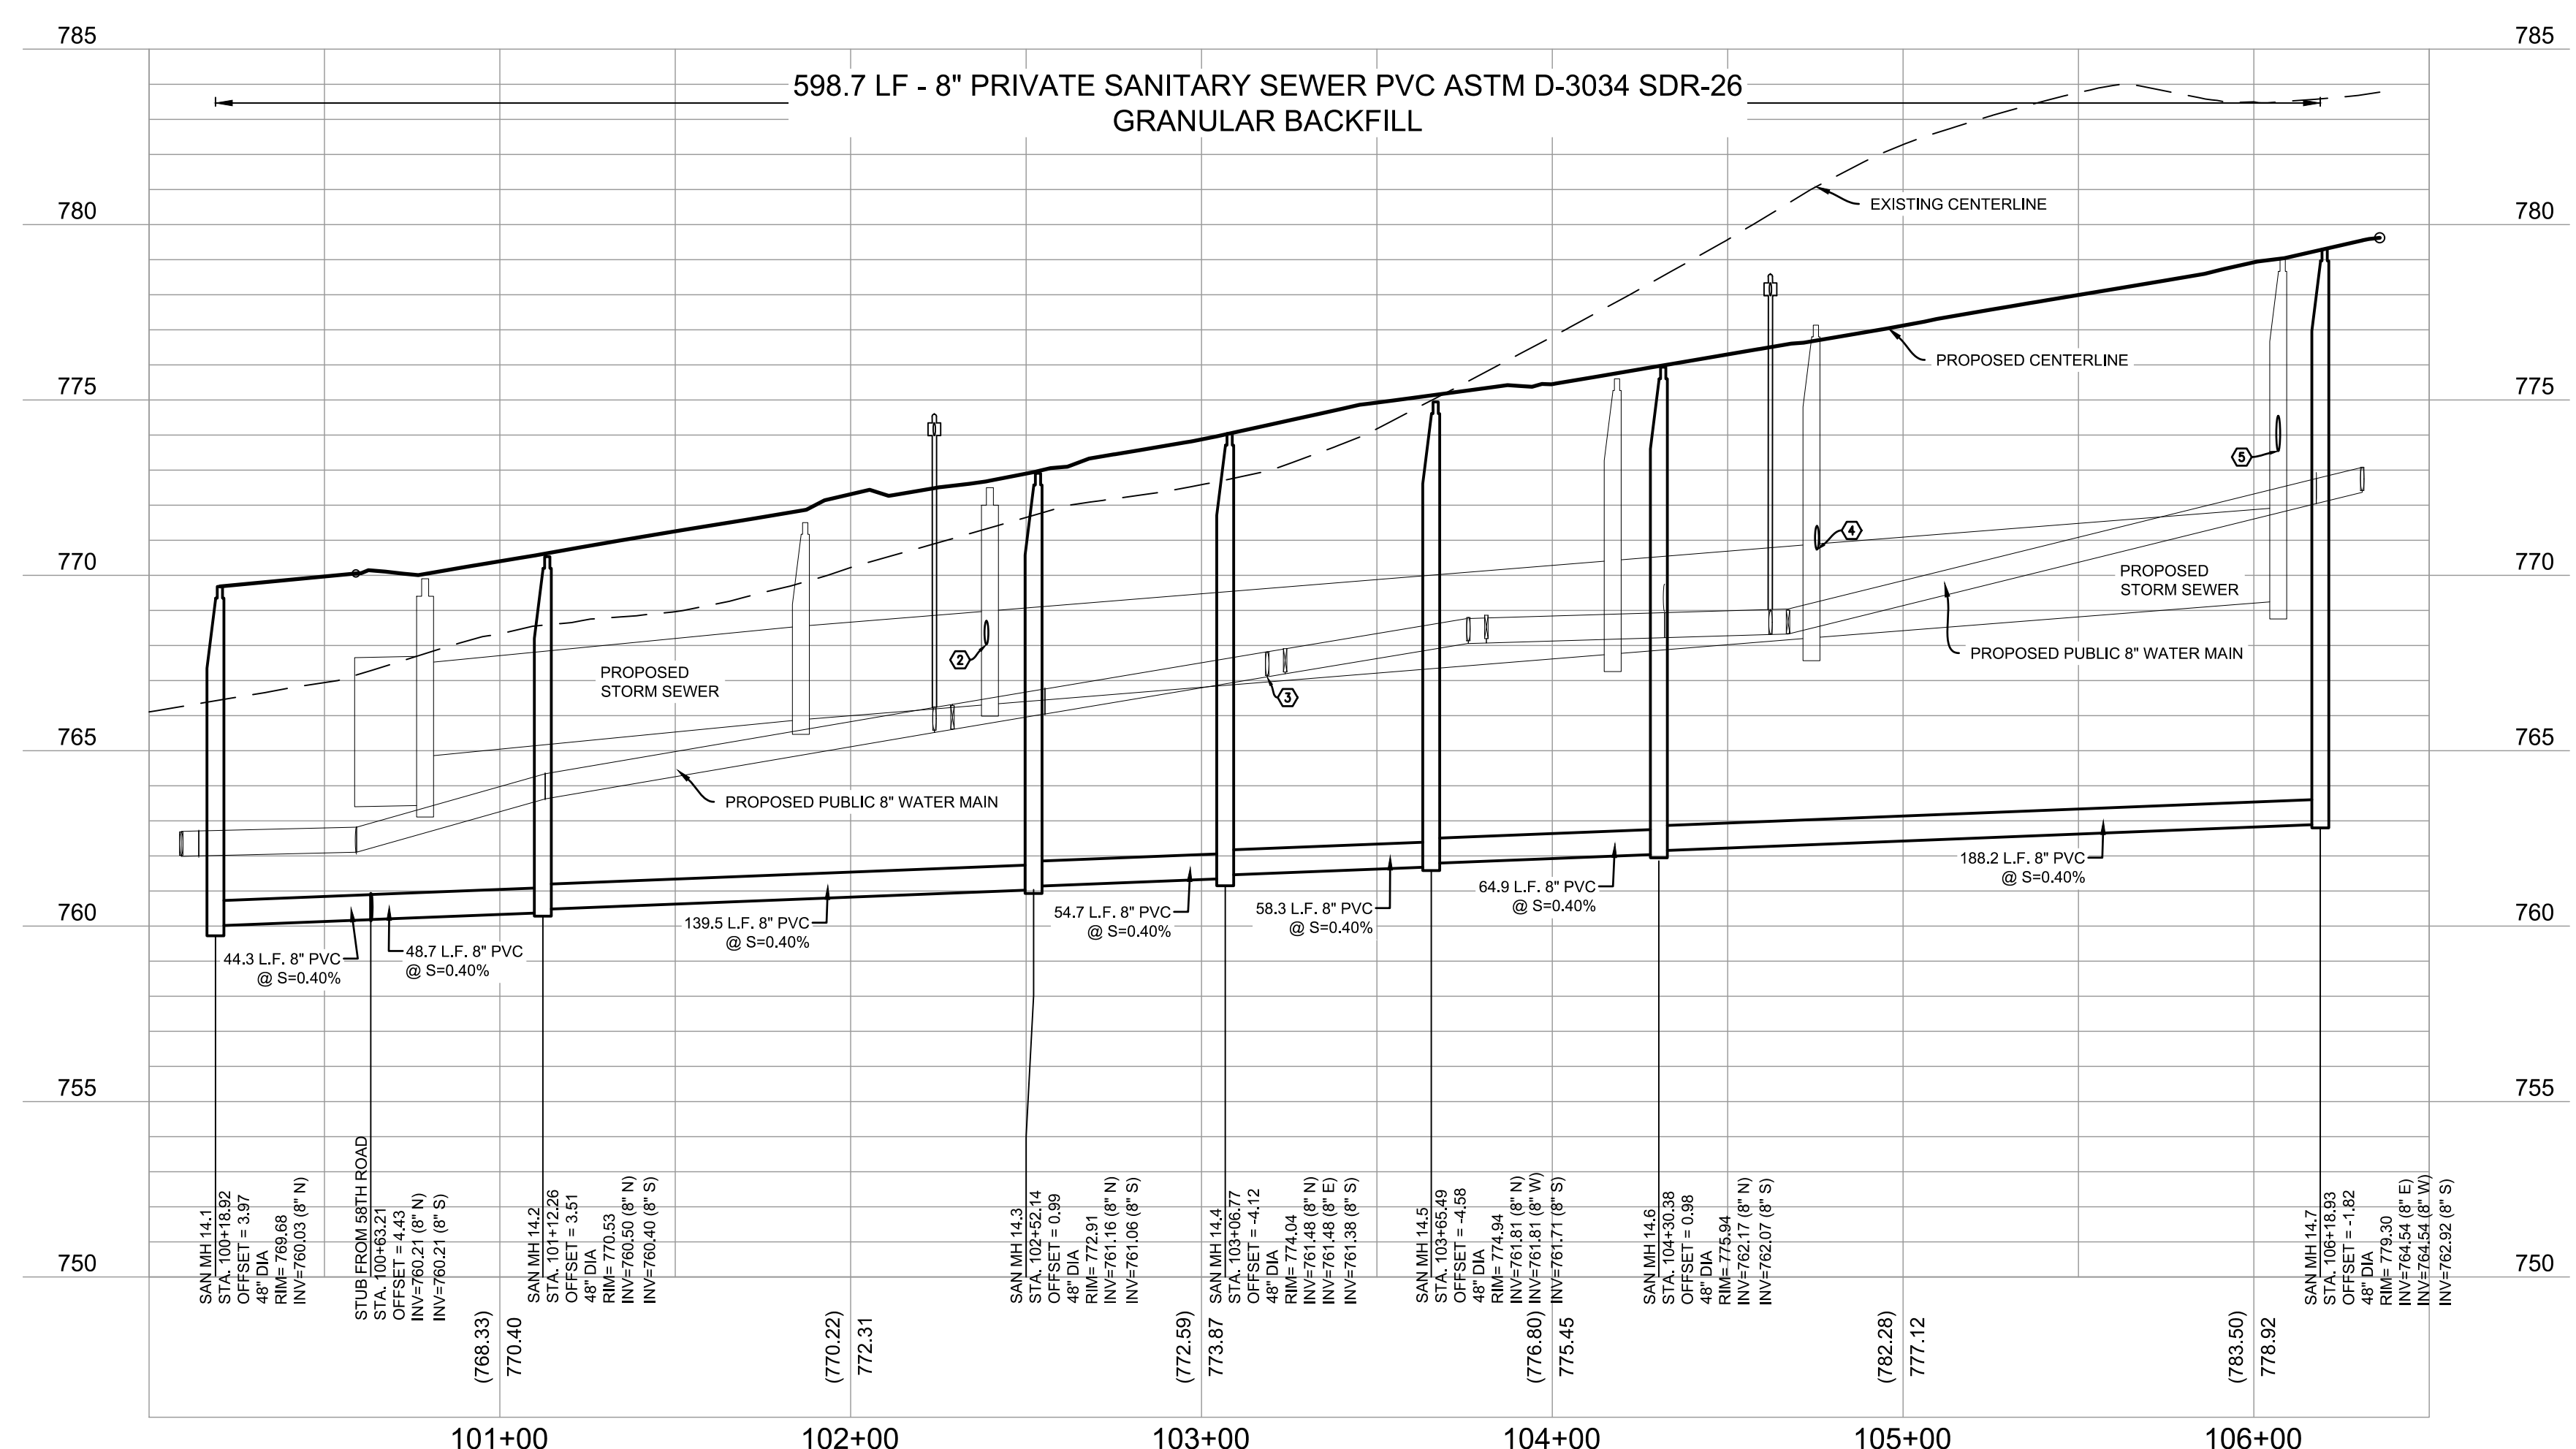 785
785
598.7 LF - 8" PRIVATE SANITARY SEWER PVC ASTM D-3034 SDR-26
GRANULAR BACKFILL
780
780
EXISTING CENTERLINE
PROPOSED CENTERLINE
775
775
5
4
770
770
PROPOSED
STORM SEWER
2
PROPOSED
STORM SEWER
3
PROPOSED PUBLIC 8" WATER MAIN
765
765
PROPOSED PUBLIC 8" WATER MAIN
760
760
44.3 L.F. 8" PVC
@ S=0.40%
48.7 L.F. 8" PVC
@ S=0.40%
139.5 L.F. 8" PVC
@ S=0.40%
54.7 L.F. 8" PVC
@ S=0.40%
58.3 L.F. 8" PVC
@ S=0.40%
64.9 L.F. 8" PVC
@ S=0.40%
188.2 L.F. 8" PVC
@ S=0.40%
755
755
750
750
SAN MH 14.1
STA. 100+18.92
OFFSET = 3.97
48" DIA
RIM= 769.68
INV=760.03 (8" N)
STUB FROM 58TH ROAD
STA. 100+63.21
OFFSET = 4.43
INV=760.21 (8" N)
INV=760.21 (8" S)
SAN MH 14.2
STA. 101+12.26
OFFSET = 3.51
48" DIA
RIM= 770.53
INV=760.50 (8" N)
INV=760.40 (8" S)
SAN MH 14.3
STA. 102+52.14
OFFSET = 0.99
48" DIA
RIM= 772.91
INV=761.16 (8" N)
INV=761.06 (8" S)
SAN MH 14.4
STA. 103+06.77
OFFSET = -4.12
48" DIA
RIM= 774.04
INV=761.48 (8" N)
INV=761.48 (8" E)
INV=761.38 (8" S)
SAN MH 14.5
STA. 103+65.49
OFFSET = -4.58
48" DIA
RIM= 774.94
INV=761.81 (8" N)
INV=761.81 (8" W)
INV=761.71 (8" S)
SAN MH 14.6
STA. 104+30.38
OFFSET = 0.98
48" DIA
RIM= 775.94
INV=762.17 (8" N)
INV=762.07 (8" S)
SAN MH 14.7
STA. 106+18.93
OFFSET = -1.82
48" DIA
RIM= 779.30
INV=764.54 (8" E)
INV=764.54 (8" W)
INV=762.92 (8" S)
(768.33)
770.40
(770.22)
772.31
(772.59)
773.87
(776.80)
775.45
(782.28)
777.12
(783.50)
778.92
101+00
102+00
103+00
104+00
105+00
106+00